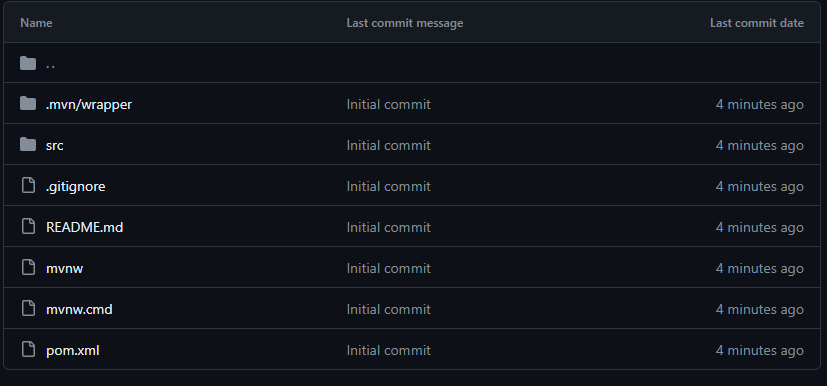 Name Last commit message Last commit date
..
.mvn/wrapper Initial commit 4 minutes ago
src Initial commit 4 minutes ago
.gitignore Initial commit 4 minutes ago
README.md Initial commit 4 minutes ago
mvnw Initial commit 4 minutes ago
mvnw.cmd Initial commit 4 minutes ago
pom.xml Initial commit 4 minutes ago